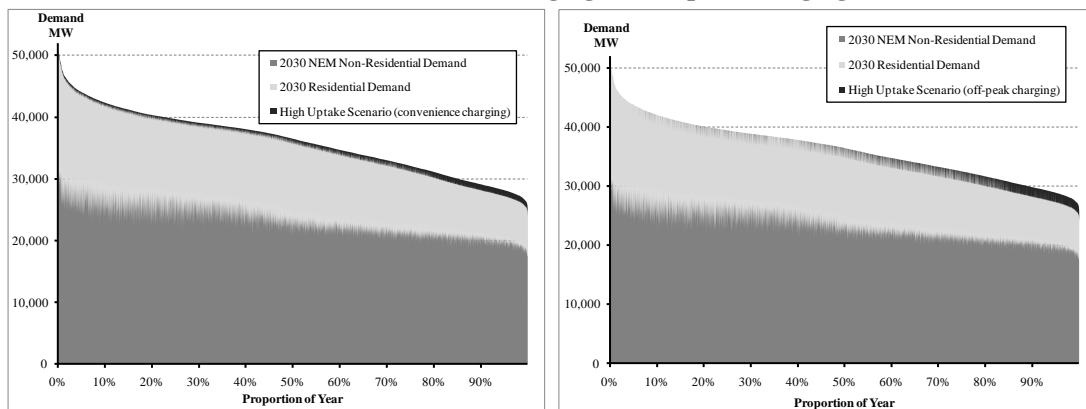 Demand
MW
50,000
40,000
30,000
20,000
10,000
0
2030 NEM Non-Residential Demand
2030 Residential Demand
High Uptake Scenario (convenience charging)
0% 10% 20% 30% 40% 50% 60% 70% 80% 90%
Proportion of Year
Demand
MW
50,000
40,000
30,000
20,000
10,000
0
2030 NEM Non-Residential Demand
2030 Residential Demand
High Uptake Scenario (off-peak charging)
0% 10% 20% 30% 40% 50% 60% 70% 80% 90%
Proportion of Year